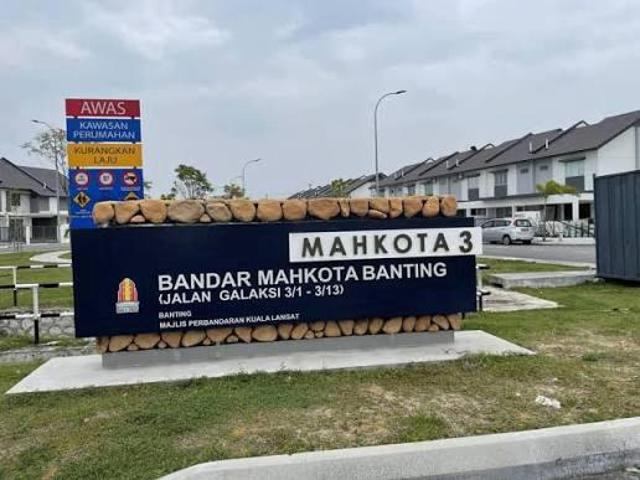 AWAS
KAWASAN
PERUMAHAN
KURANGKAN
LAJU
MAHKOTA 3
BANDAR MAHKOTA BANTING
(JALAN GALAKSI 3/1 - 3/13)
BANTING
MAJLIS PERBANDARAN KUALA LANGAT